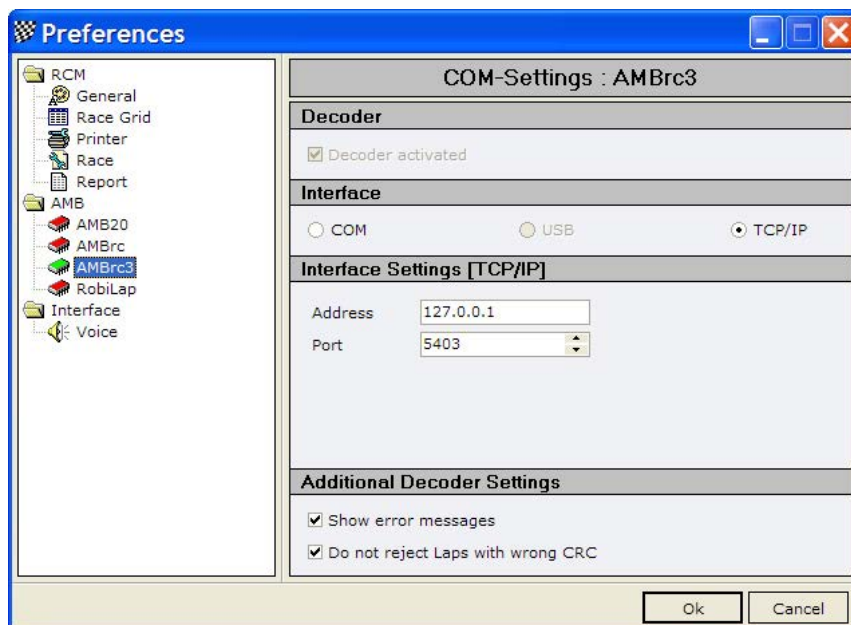 Preferences
RCM
General
Race Grid
Printer
Race
Report
AMB
AMB20
AMBrc
AMBrc3
RobiLap
Interface
Voice
COM-Settings : AMBrc3
Decoder
Decoder activated
Interface
COM USB TCP/IP
Interface Settings [TCP/IP]
Address 127.0.0.1
Port 5403
Additional Decoder Settings
Show error messages
Do not reject Laps with wrong CRC
Ok Cancel